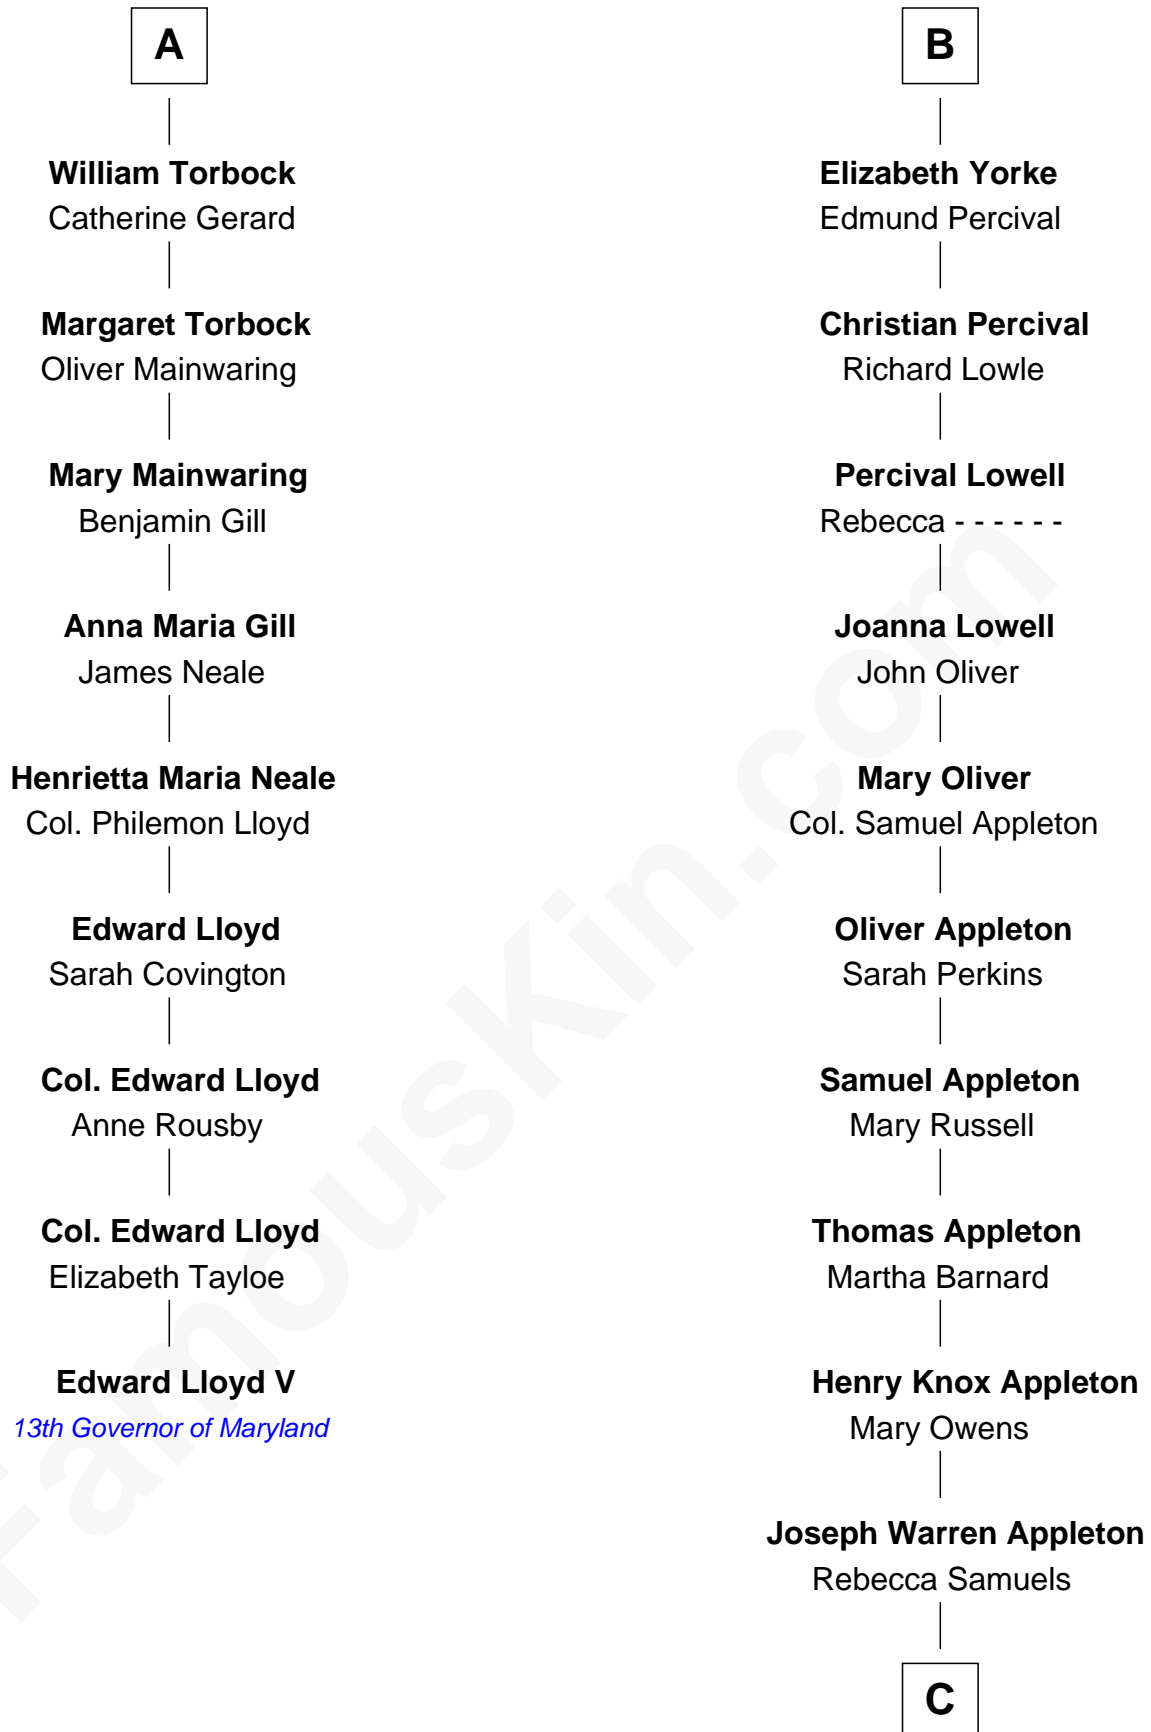 A
William Torbock
Catherine Gerard
Margaret Torbock
Oliver Mainwaring
Mary Mainwaring
Benjamin Gill
Anna Maria Gill
James Neale
Henrietta Maria Neale
Col. Philemon Lloyd
Edward Lloyd
Sarah Covington
Col. Edward Lloyd
Anne Rousby
Col. Edward Lloyd
Elizabeth Tayloe
Edward Lloyd V
13th Governor of Maryland
B
Elizabeth Yorke
Edmund Percival
Christian Percival
Richard Lowle
Percival Lowell
Rebecca - - - - - -
Joanna Lowell
John Oliver
Mary Oliver
Col. Samuel Appleton
Oliver Appleton
Sarah Perkins
Samuel Appleton
Mary Russell
Thomas Appleton
Martha Barnard
Henry Knox Appleton
Mary Owens
Joseph Warren Appleton
Rebecca Samuels
C
FamousKin.com